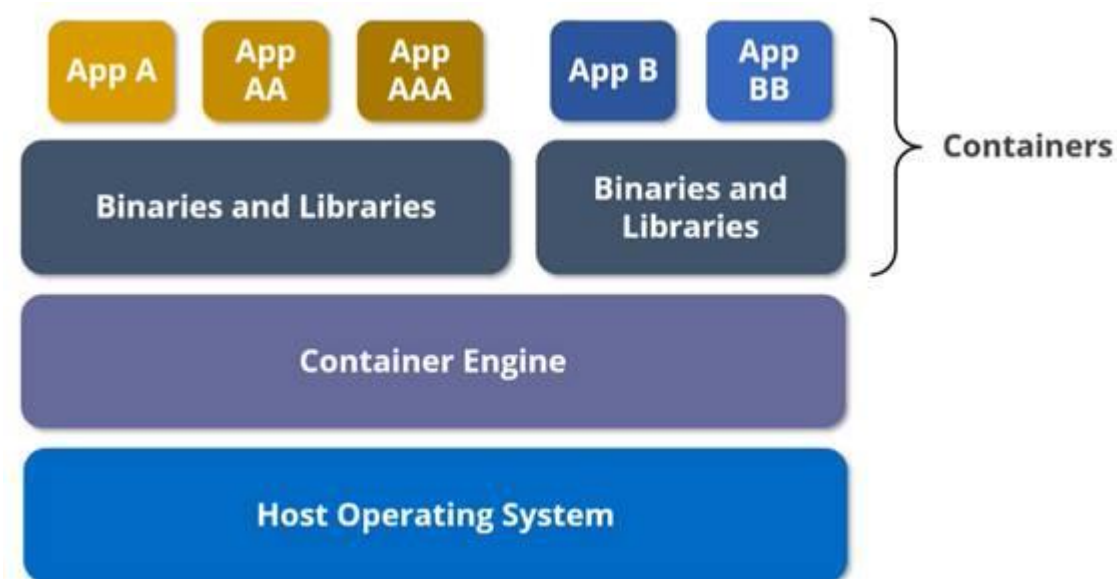 App A
App
AA
App
AAA
App B
App
BB
Containers
Binaries and Libraries
Binaries and
Libraries
Container Engine
Host Operating System